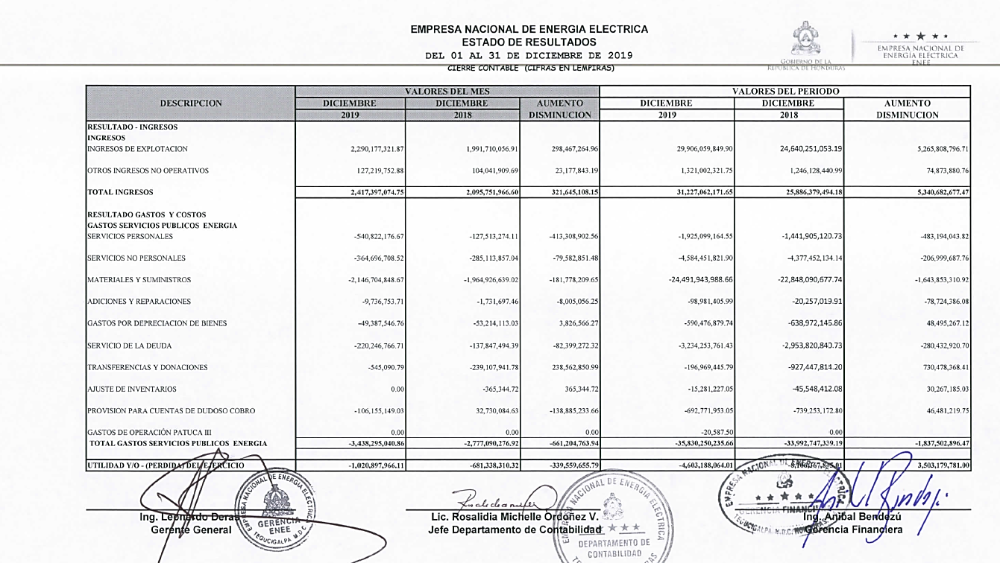 EMPRESA NACIONAL DE ENERGIA ELECTRICA
ESTADO DE RESULTADOS
DEL 01 AL 31 DE DICIEMBRE DE 2019
CIERRE CONTABLE (CIFRAS EN LEMPIRAS)
GOBIERNO DE LA
REPÚBLICA DE HONDURAS
EMPRESA NACIONAL DE
ENERGÍA ELÉCTRICA
ENEE
DESCRIPCION VALORES DEL MES VALORES DEL PERIODO
DICIEMBRE DICIEMBRE AUMENTO DICIEMBRE DICIEMBRE AUMENTO
2019 2018 DISMINUCION 2019 2018 DISMINUCION
RESULTADO - INGRESOS
INGRESOS
INGRESOS DE EXPLOTACION 2,290,177,321.87 1,991,710,056.91 298,467,264.96 29,906,059,849.90 24,640,251,053.19 5,265,808,796.71
OTROS INGRESOS NO OPERATIVOS 127,219,752.88 104,041,909.69 23,177,843.19 1,321,002,321.75 1,246,128,440.99 74,873,880.76
TOTAL INGRESOS 2,417,397,074.75 2,095,751,966.60 321,645,108.15 31,227,062,171.65 25,886,379,494.18 5,340,682,677.47
RESULTADO GASTOS Y COSTOS
GASTOS SERVICIOS PUBLICOS ENERGIA
SERVICIOS PERSONALES -540,822,176.67 -127,513,274.11 -413,308,902.56 -1,925,099,164.55 -1,441,905,120.73 -483,194,043.82
SERVICIOS NO PERSONALES -364,696,708.52 -285,113,857.04 -79,582,851.48 -4,584,451,821.90 -4,377,452,134.14 -206,999,687.76
MATERIALES Y SUMINISTROS -2,146,704,848.67 -1,964,926,639.02 -181,778,209.65 -24,491,943,988.66 -22,848,090,677.74 -1,643,853,310.92
ADICIONES Y REPARACIONES -9,736,753.71 -1,731,697.46 -8,005,056.25 -98,981,405.99 -20,257,019.91 -78,724,386.08
GASTOS POR DEPRECIACION DE BIENES -49,387,546.76 -53,214,113.03 3,826,566.27 -590,476,879.74 -638,972,146.86 48,495,267.12
SERVICIO DE LA DEUDA -220,246,766.71 -137,847,494.39 -82,399,272.32 -3,234,253,761.43 -2,953,820,840.73 -280,432,920.70
TRANSFERENCIAS Y DONACIONES -545,090.79 -239,107,941.78 238,562,850.99 -196,969,445.79 -927,447,814.20 730,478,368.41
AJUSTE DE INVENTARIOS 0.00 -365,344.72 365,344.72 -15,281,227.05 -45,548,412.08 30,267,185.03
PROVISION PARA CUENTAS DE DUDOSO COBRO -106,155,149.03 32,730,084.63 -138,885,233.66 -692,771,953.05 -739,253,172.80 46,481,219.75
GASTOS DE OPERACIÓN PATUCA III 0.00 0.00 0.00 -20,587.50 0.00
TOTAL GASTOS SERVICIOS PUBLICOS ENERGIA -3,438,295,040.86 -2,777,090,276.92 -661,204,763.94 -35,830,250,235.66 -33,992,747,339.19 -1,837,502,896.47
UTILIDAD Y/O - (PERDIDA) DEL EJERCICIO -1,020,897,966.11 -681,338,310.32 -339,559,655.79 -4,603,188,064.01 3,503,179,781.00
Ing. Leonardo Deras
Gerente General
EMPRESA NACIONAL DE ENERGIA ELECTRICA
GERENCIA
ENEE
TEGUCIGALPA M.D.C.
Lic. Rosalidia Michelle Ordoñez V.
Jefe Departamento de Contabilidad
EMPRESA NACIONAL DE ENERGIA ELECTRICA
DEPARTAMENTO DE
CONTABILIDAD
EMPRESA NACIONAL DE ENERGIA ELECTRICA
GERENCIA FINANCI
TEGUCIGALPA, M.D.C.
Ing. Anibal Bendezú
Gerencia Financiera